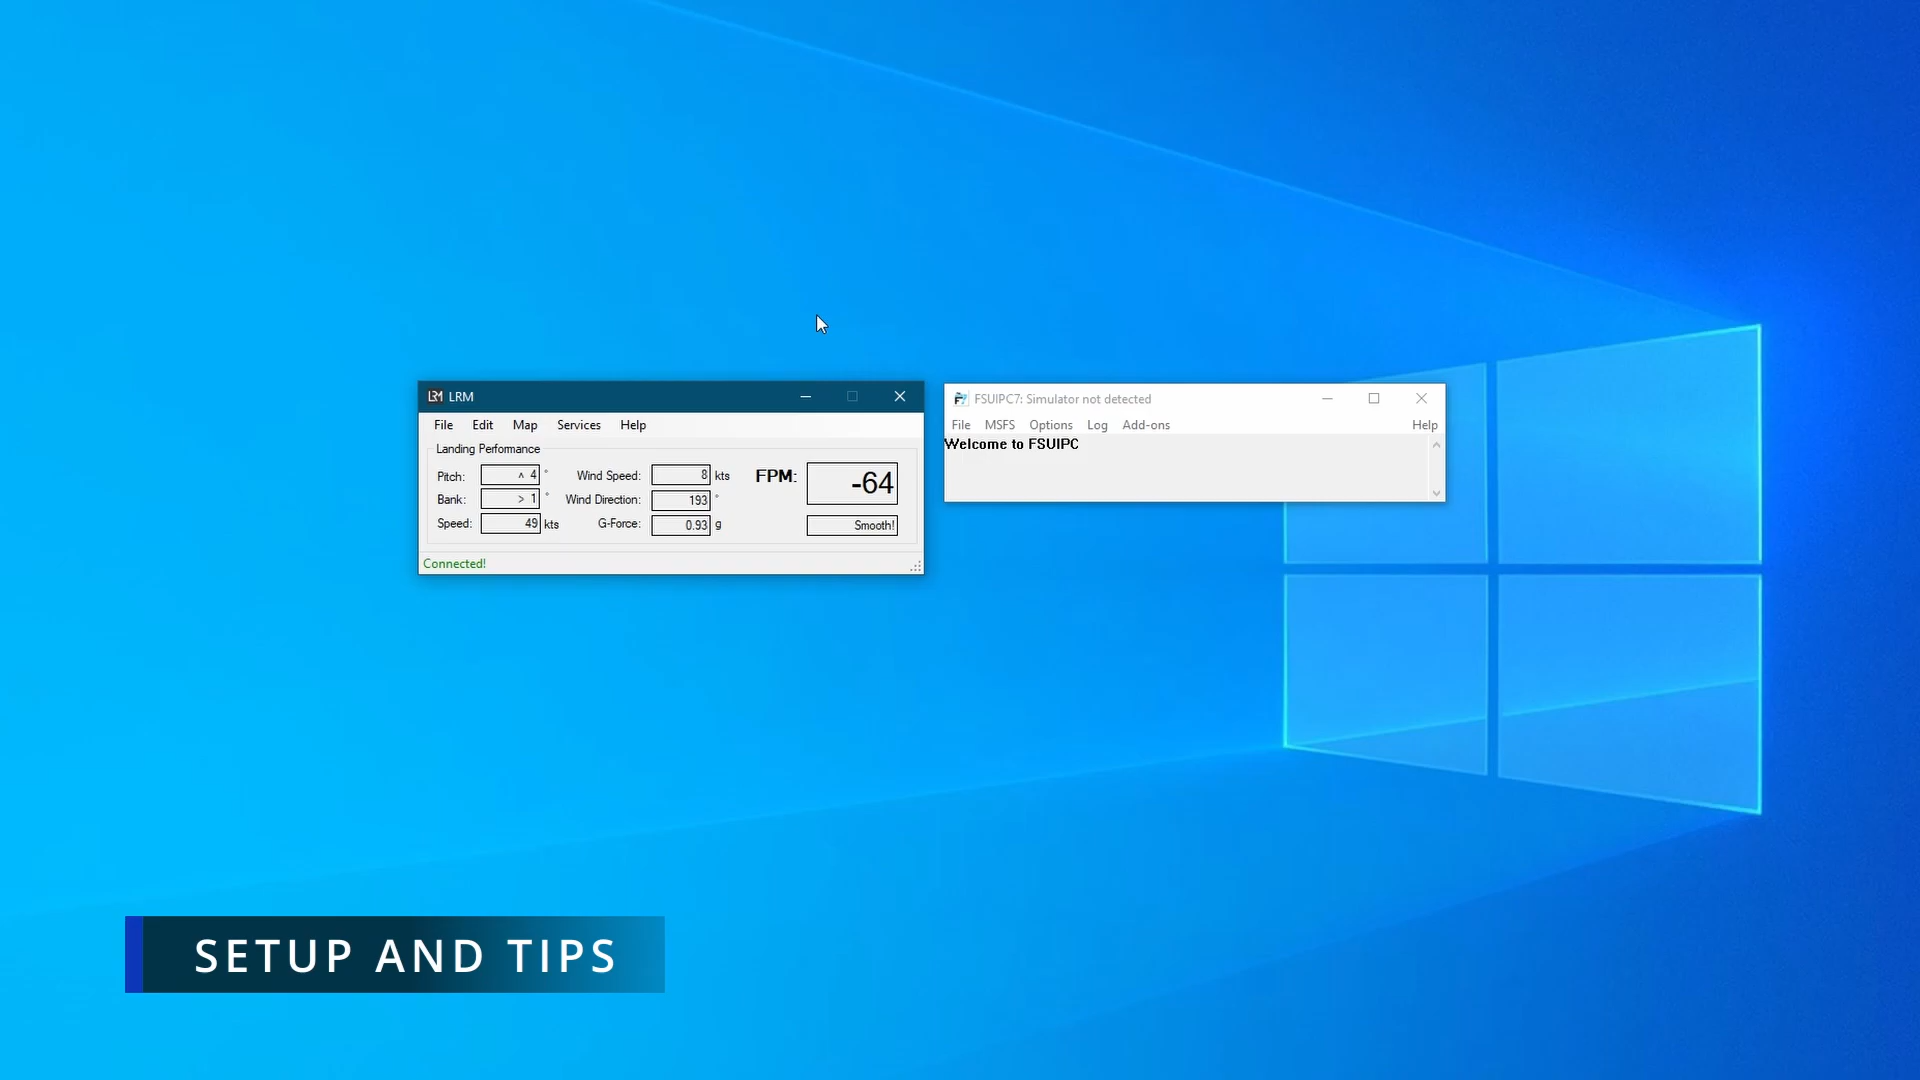 LRM LRM
File Edit Map Services Help
Landing Performance
Pitch: ^ 4 ° Wind Speed: 8 kts FPM: -64
Bank: > 1 ° Wind Direction: 193 °
Speed: 49 kts G-Force: 0.93 g Smooth!
Connected!
F7 FSUIPC7: Simulator not detected
File MSFS Options Log Add-ons Help
Welcome to FSUIPC
SETUP AND TIPS